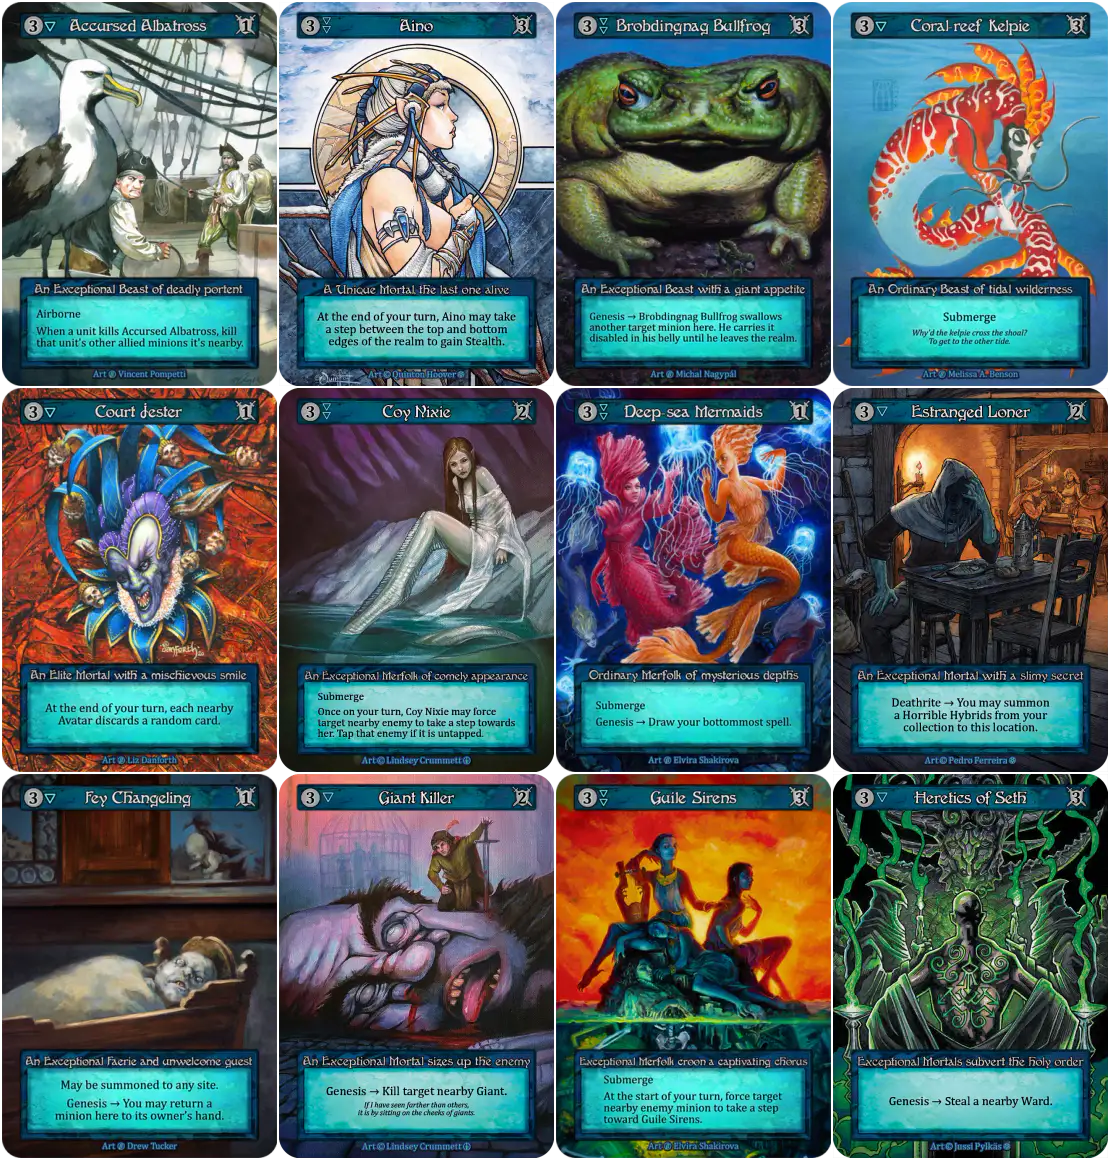 3 Accursed Albatross 1
An Exceptional Beast of deadly portent
Airborne
When a unit kills Accursed Albatross, kill
that unit's other allied minions it's nearby.
Art @ Vincent Pompetti
3 Aino 3
A Unique Mortal, the last one alive
At the end of your turn, Aino may take
a step between the top and bottom
edges of the realm to gain Stealth.
Art © Quinton Hoover
3 Brobdingnag Bullfrog 3
An Exceptional Beast with a giant appetite
Genesis → Brobdingnag Bullfrog swallows
another target minion here. He carries it
disabled in his belly until he leaves the realm.
Art @ Michal Nagypál
3 Coral-reef Kelpie 3
An Ordinary Beast of tidal wilderness
Submerge
Why'd the kelpie cross the shoal?
To get to the other tide.
Art @ Melissa A. Benson
3 Court Jester 1
An Elite Mortal with a mischievous smile
At the end of your turn, each nearby
Avatar discards a random card.
Art @ Liz Danforth
3 Coy Nixie 2
An Exceptional Merfolk of comely appearance
Submerge
Once on your turn, Coy Nixie may force
target nearby enemy to take a step towards
her. Tap that enemy if it is untapped.
Art © Lindsey Crummett
3 Deep-sea Mermaids 1
Ordinary Merfolk of mysterious depths
Submerge
Genesis → Draw your bottommost spell.
Art @ Elvira Shakirova
3 Estranged Loner 2
An Exceptional Mortal with a slimy secret
Deathrite → You may summon
a Horrible Hybrids from your
collection to this location.
Art © Pedro Ferreira
3 Fey Changeling 1
An Exceptional Faerie and unwelcome guest
May be summoned to any site.
Genesis → You may return a
minion here to its owner's hand.
Art @ Drew Tucker
3 Giant Killer 2
An Exceptional Mortal sizes up the enemy
Genesis → Kill target nearby Giant.
If I have seen farther than others,
it is by sitting on the cheeks of giants.
Art © Lindsey Crummett
3 Guile Sirens 3
Exceptional Merfolk croon a captivating chorus
Submerge
At the start of your turn, force target
nearby enemy minion to take a step
toward Guile Sirens.
Art @ Elvira Shakirova
3 Heretics of Seth 3
Exceptional Mortals subvert the holy order
Genesis → Steal a nearby Ward.
Art © Jussi Pylkäs